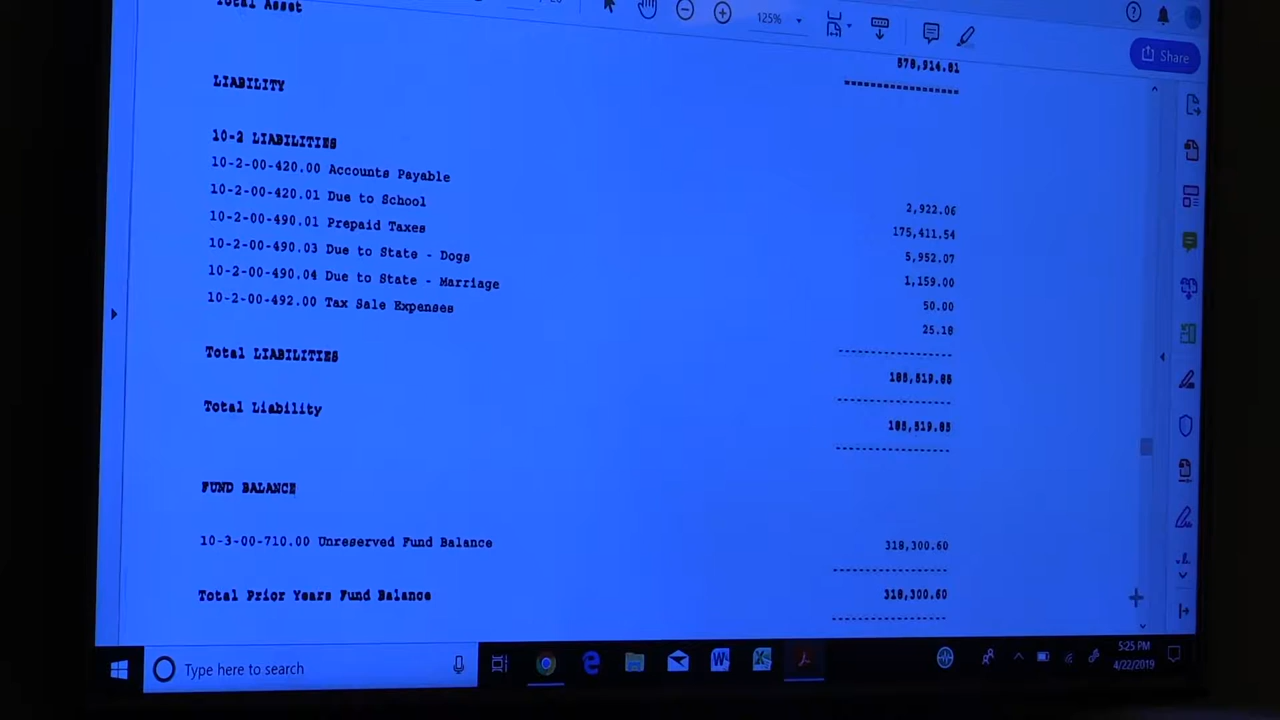 Total Asset 578,914.81
125%
Share
LIABILITY
10-2 LIABILITIES
10-2-00-420.00 Accounts Payable 2,922.06
10-2-00-420.01 Due to School 175,411.54
10-2-00-490.01 Prepaid Taxes 5,952.07
10-2-00-490.03 Due to State - Dogs 1,159.00
10-2-00-490.04 Due to State - Marriage 50.00
10-2-00-492.00 Tax Sale Expenses 25.18
Total LIABILITIES 185,519.85
Total Liability 185,519.85
FUND BALANCE
10-3-00-710.00 Unreserved Fund Balance 318,300.60
Total Prior Years Fund Balance 318,300.60
Type here to search
5:25 PM
4/22/2019